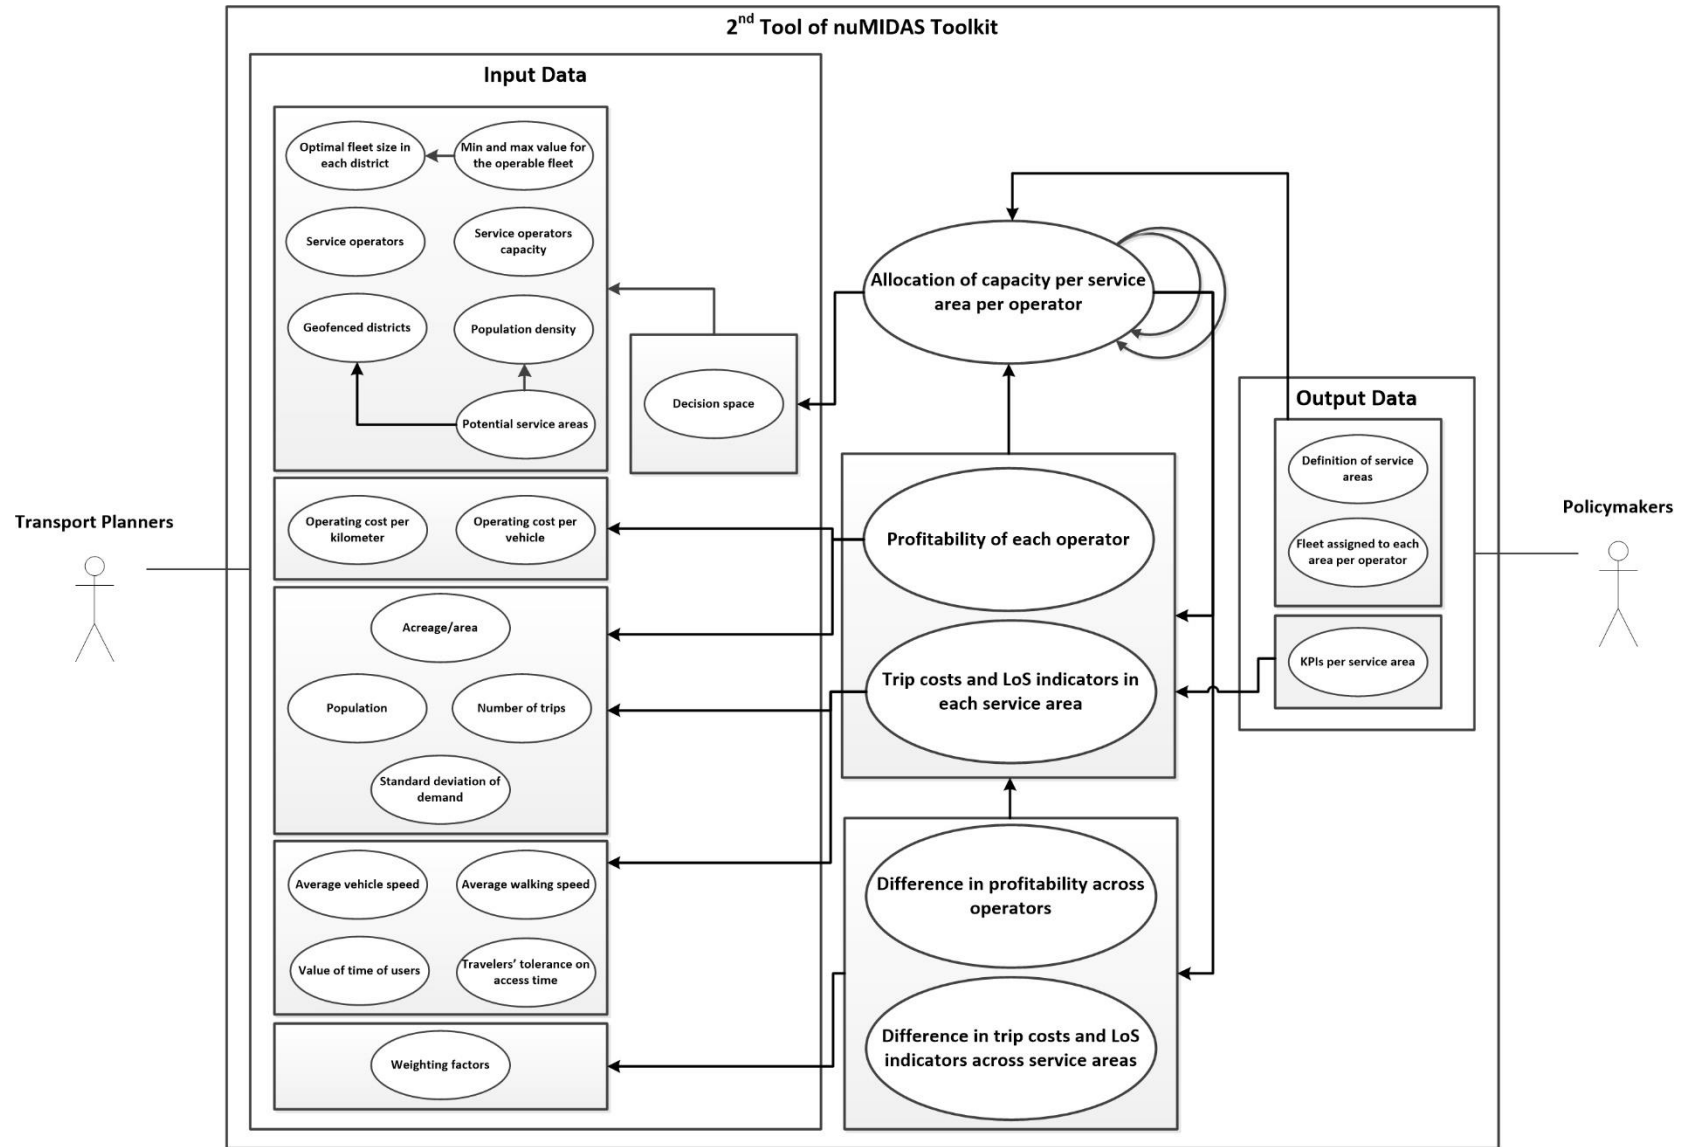 2nd Tool of nuMIDAS Toolkit
Input Data
Optimal fleet size in
each district
Min and max value for
the operable fleet
Service operators
Service operators
capacity
Geofenced districts
Population density
Potential service areas
Decision space
Operating cost per
kilometer
Operating cost per
vehicle
Acreage/area
Population
Number of trips
Standard deviation of
demand
Average vehicle speed
Average walking speed
Value of time of users
Travelers' tolerance on
access time
Weighting factors
Transport Planners
Allocation of capacity per service
area per operator
Profitability of each operator
Trip costs and LoS indicators in
each service area
Difference in profitability across
operators
Difference in trip costs and LoS
indicators across service areas
Output Data
Definition of service
areas
Fleet assigned to each
area per operator
KPIs per service area
Policymakers